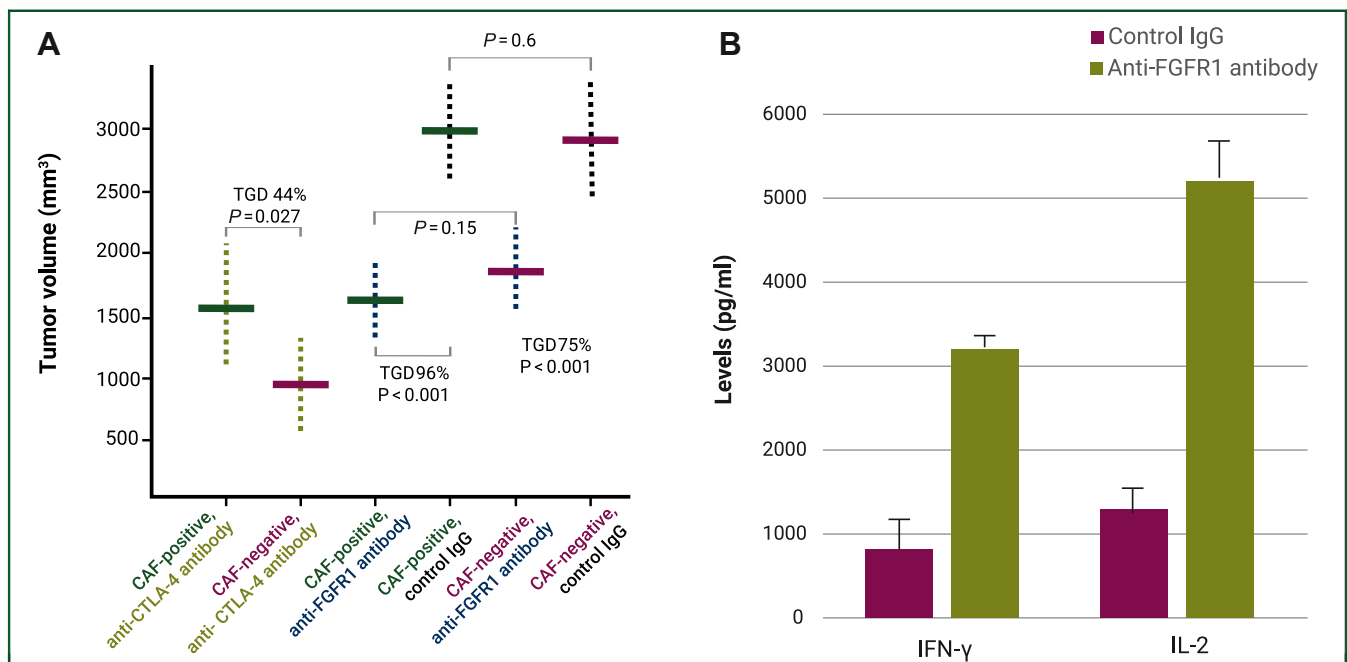 A
Tumor volume (mm³)
3000
2500
2000
1500
1000
500
TGD 44%
P = 0.027
P = 0.6
P = 0.15
TGD96%
P < 0.001
TGD75%
P < 0.001
CAF-positive,
anti-CTLA-4 antibody
CAF-negative,
anti- CTLA-4 antibody
CAF-positive,
anti-FGFR1 antibody
CAF-positive,
control IgG
CAF-negative,
anti-FGFR1 antibody
CAF-negative,
control IgG
B
Control IgG
Anti-FGFR1 antibody
Levels (pg/ml)
6000
5000
4000
3000
2000
1000
0
IFN-γ
IL-2